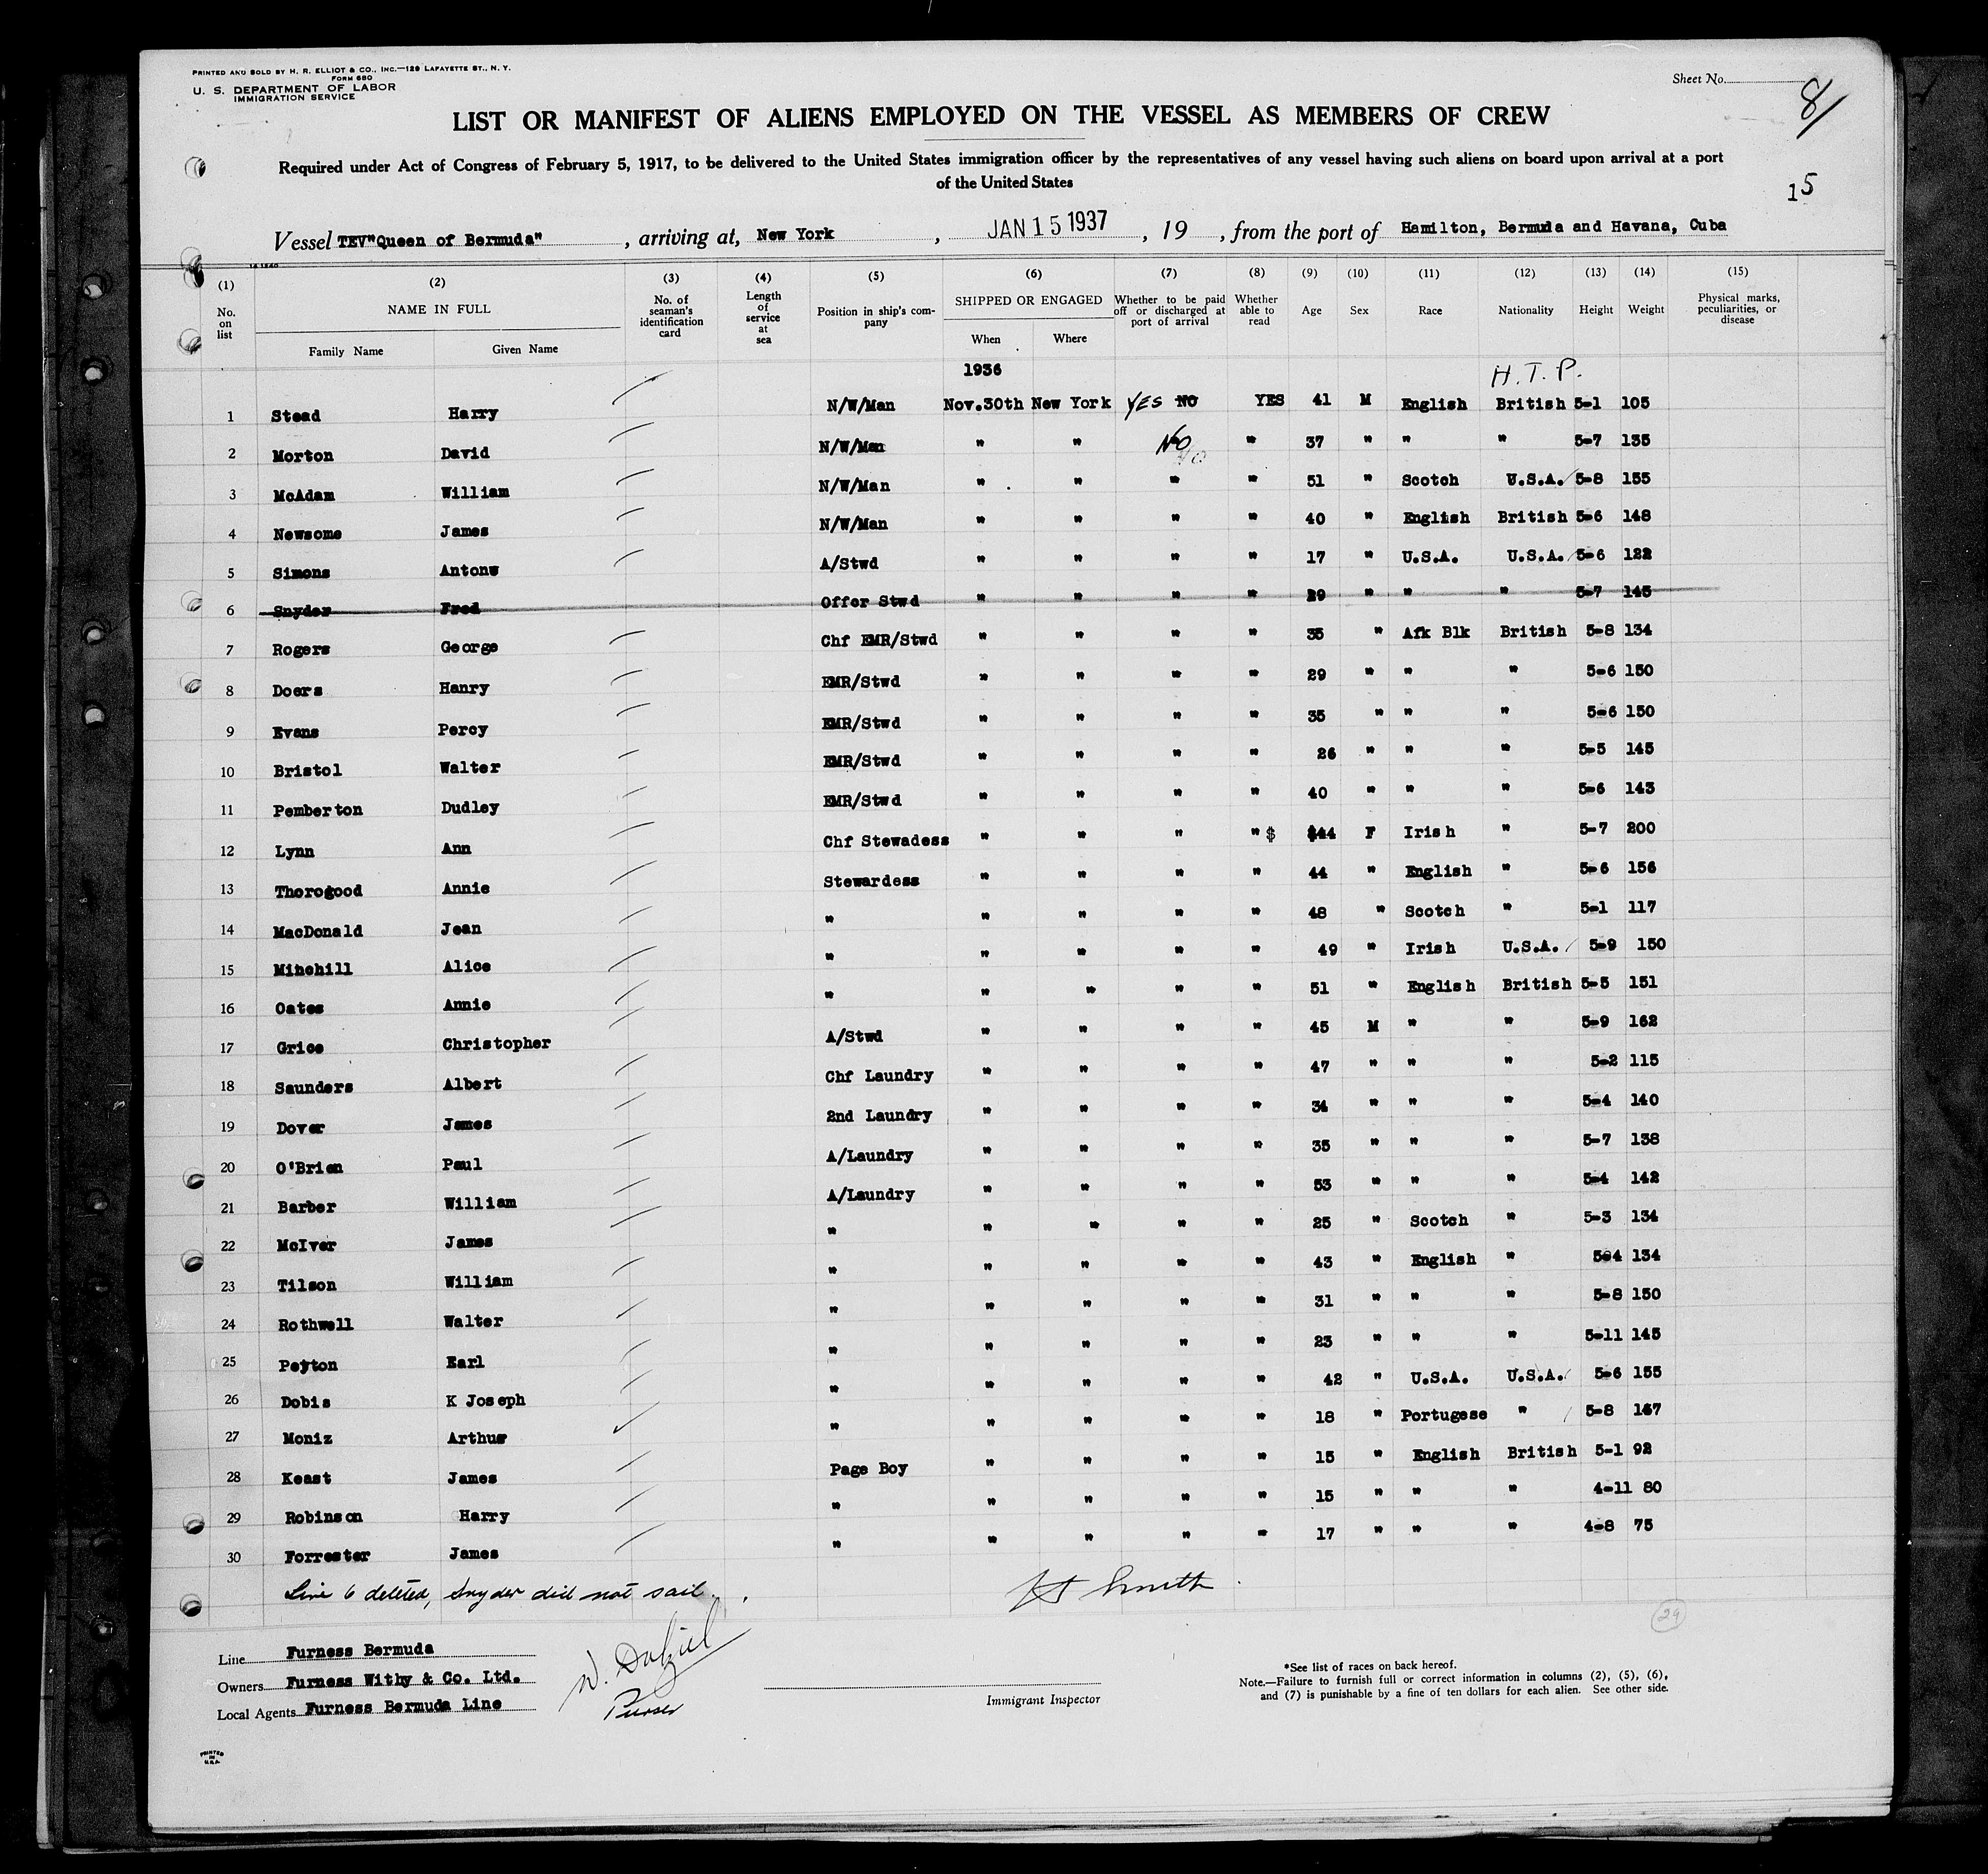 PRINTED AND SOLD BY H. R. ELLIOT & CO., INC.—129 LAFAYETTE ST., N. Y.
FORM 680
U. S. DEPARTMENT OF LABOR
IMMIGRATION SERVICE
Sheet No.
8/
LIST OR MANIFEST OF ALIENS EMPLOYED ON THE VESSEL AS MEMBERS OF CREW
Required under Act of Congress of February 5, 1917, to be delivered to the United States immigration officer by the representatives of any vessel having such aliens on board upon arrival at a port
of the United States
15
Vessel TEV"Queen of Bermuda" , arriving at, New York , JAN 15 1937 , 19 , from the port of Hamilton, Bermuda and Havana, Cuba
(1) (2) (3) (4) (5) (6) (7) (8) (9) (10) (11) (12) (13) (14) (15)
No. on list NAME IN FULL Family Name Given Name No. of seaman's identification card Length of service at sea Position in ship's company SHIPPED OR ENGAGED When Where Whether to be paid off or discharged at port of arrival Whether able to read Age Sex Race Nationality Height Weight Physical marks, peculiarities, or disease
1936 H.T.P.
1 Stead Harry N/W/Man Nov.30th New York YES NO YES 41 M English British 5-1 105
2 Morton David N/W/Man " " No " 37 " " " 5-7 135
3 McAdam William N/W/Man " " " " 51 " Scotch U.S.A. 5-8 155
4 Newsome James N/W/Man " " " " 40 " English British 5-6 148
5 Simons Antonw A/Stwd " " " " 17 " U.S.A. U.S.A. 5-6 122
6 Snyder Fred Offcr Stwd " " " " 29 " " " 5-7 145
7 Rogers George Chf EMR/Stwd " " " " 35 " Afk Blk British 5-8 134
8 Doers Hanry EMR/Stwd " " " " 29 " " " 5-6 150
9 Evans Percy EMR/Stwd " " " " 35 " " " 5-6 150
10 Bristol Walter EMR/Stwd " " " " 26 " " " 5-5 145
11 Pemberton Dudley EMR/Stwd " " " " 40 " " " 5-6 143
12 Lynn Ann Chf Stewadess " " " " $ 44 F Irish " 5-7 200
13 Thorogood Annie Stewardess " " " " 44 " English " 5-6 156
14 MacDonald Jean " " " " " 48 " Scotch " 5-1 117
15 Minehill Alice " " " " " 49 " Irish U.S.A. 5-9 150
16 Oates Annie " " " " " 51 " English British 5-5 151
17 Grice Christopher A/Stwd " " " " 45 M " " 5-9 162
18 Saunders Albert Chf Laundry " " " " 47 " " " 5-2 115
19 Dover James 2nd Laundry " " " " 34 " " " 5-4 140
20 O'Brien Paul A/Laundry " " " " 35 " " " 5-7 138
21 Barber William A/Laundry " " " " 53 " " " 5-4 142
22 McIver James " " " " " 25 " Scotch " 5-3 134
23 Tilson William " " " " " 43 " English " 5-4 134
24 Rothwell Walter " " " " " 31 " " " 5-8 150
25 Peyton Earl " " " " " 23 " " " 5-11 145
26 Dobis K Joseph " " " " " 42 " U.S.A. U.S.A. 5-6 155
27 Moniz Arthur " " " " " 18 " Portugese " 5-8 167
28 Keast James Page Boy " " " " 15 " English British 5-1 92
29 Robinson Harry " " " " " 15 " " " 4-11 80
30 Forrester James " " " " " 17 " " " 4-8 75
Line 6 deleted, Snyder did not sail. Smith
29
Line Furness Bermuda
Owners Furness Withy & Co. Ltd.
Local Agents Furness Bermuda Line
Purser
Immigrant Inspector
*See list of races on back hereof.
Note.—Failure to furnish full or correct information in columns (2), (5), (6),
and (7) is punishable by a fine of ten dollars for each alien. See other side.
PRINTED
IN
U.S.A.